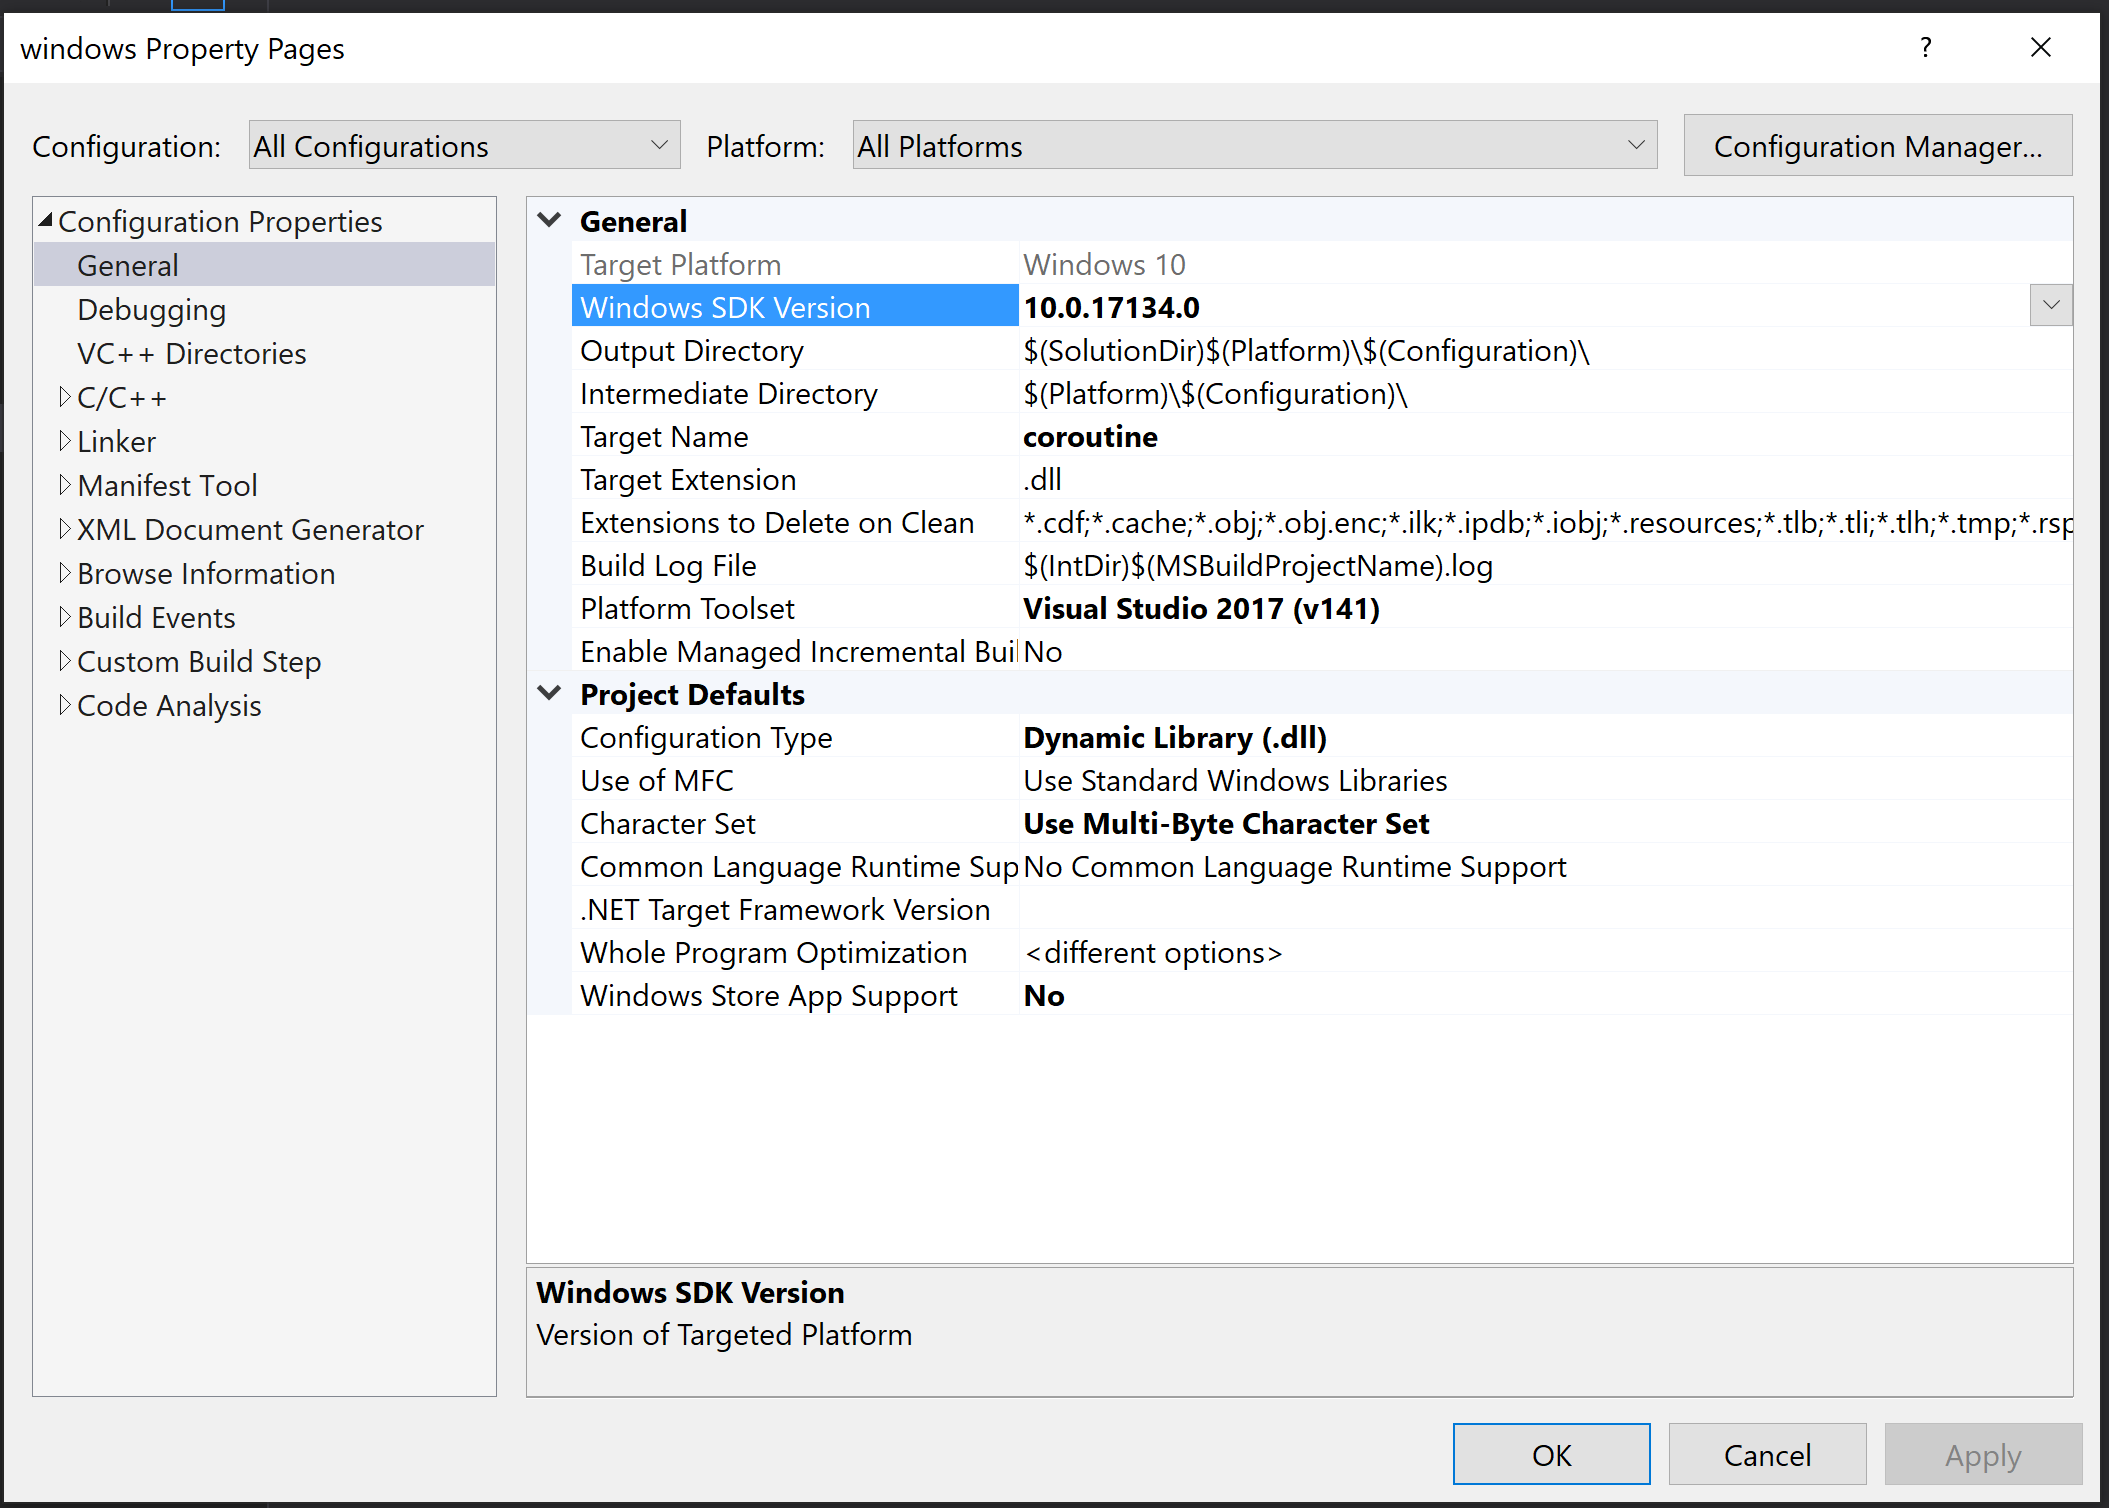 windows Property Pages
?
Configuration: All Configurations Platform: All Platforms Configuration Manager...
Configuration Properties
General
Debugging
VC++ Directories
C/C++
Linker
Manifest Tool
XML Document Generator
Browse Information
Build Events
Custom Build Step
Code Analysis
General
Target Platform Windows 10
Windows SDK Version 10.0.17134.0
Output Directory $(SolutionDir)$(Platform)\$(Configuration)\
Intermediate Directory $(Platform)\$(Configuration)\
Target Name coroutine
Target Extension .dll
Extensions to Delete on Clean *.cdf;*.cache;*.obj;*.obj.enc;*.ilk;*.ipdb;*.iobj;*.resources;*.tlb;*.tli;*.tlh;*.tmp;*.rsp
Build Log File $(IntDir)$(MSBuildProjectName).log
Platform Toolset Visual Studio 2017 (v141)
Enable Managed Incremental Buil No
Project Defaults
Configuration Type Dynamic Library (.dll)
Use of MFC Use Standard Windows Libraries
Character Set Use Multi-Byte Character Set
Common Language Runtime Sup No Common Language Runtime Support
.NET Target Framework Version
Whole Program Optimization <different options>
Windows Store App Support No
Windows SDK Version
Version of Targeted Platform
OK Cancel Apply